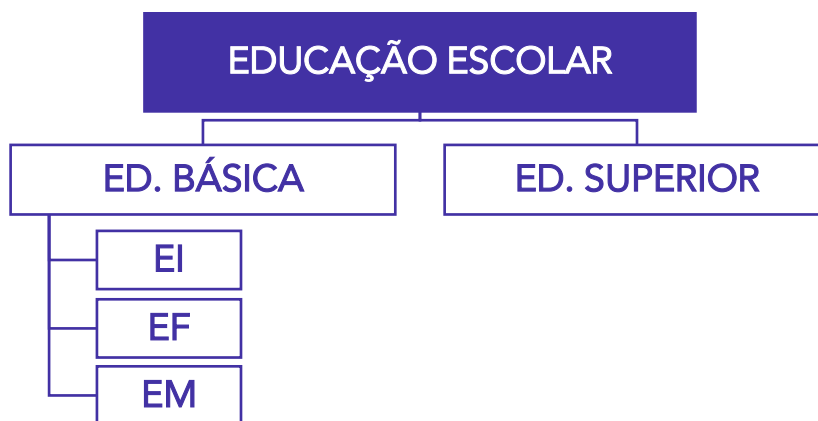 EDUCAÇÃO ESCOLAR
ED. BÁSICA
ED. SUPERIOR
EI
EF
EM